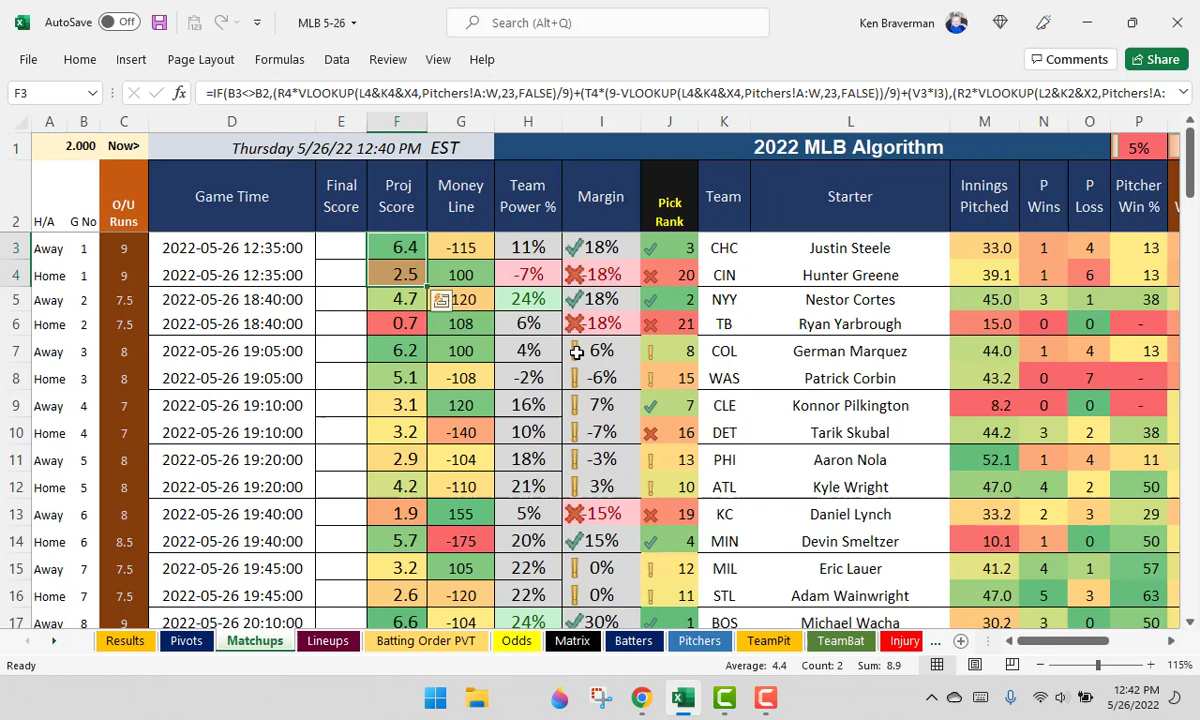 AutoSave Off MLB 5-26 Search (Alt+Q) Ken Braverman
File Home Insert Page Layout Formulas Data Review View Help Comments Share
F3 fx =IF(B3<>B2,(R4*VLOOKUP(L4&K4&X4,Pitchers!A:W,23,FALSE)/9)+(T4*(9-VLOOKUP(L4&K4&X4,Pitchers!A:W,23,FALSE))/9)+(V3*I3),(R2*VLOOKUP(L2&K2&X2,Pitchers!A:
A B C D E F G H I J K L M N O P
1 2.000 Now> Thursday 5/26/22 12:40 PM EST 2022 MLB Algorithm 5%
2 H/A G No O/U Runs Game Time Final Score Proj Score Money Line Team Power % Margin Pick Rank Team Starter Innings Pitched P Wins P Loss Pitcher Win %
3 Away 1 9 2022-05-26 12:35:00 6.4 -115 11% 18% 3 CHC Justin Steele 33.0 1 4 13
4 Home 1 9 2022-05-26 12:35:00 2.5 100 -7% -18% 20 CIN Hunter Greene 39.1 1 6 13
5 Away 2 7.5 2022-05-26 18:40:00 4.7 120 24% 18% 2 NYY Nestor Cortes 45.0 3 1 38
6 Home 2 7.5 2022-05-26 18:40:00 0.7 108 6% -18% 21 TB Ryan Yarbrough 15.0 0 0 -
7 Away 3 8 2022-05-26 19:05:00 6.2 100 4% 6% 8 COL German Marquez 44.0 1 4 13
8 Home 3 8 2022-05-26 19:05:00 5.1 -108 -2% -6% 15 WAS Patrick Corbin 43.2 0 7 -
9 Away 4 7 2022-05-26 19:10:00 3.1 120 16% 7% 7 CLE Konnor Pilkington 8.2 0 0 -
10 Home 4 7 2022-05-26 19:10:00 3.2 -140 10% -7% 16 DET Tarik Skubal 44.2 3 2 38
11 Away 5 8 2022-05-26 19:20:00 2.9 -104 18% -3% 13 PHI Aaron Nola 52.1 1 4 11
12 Home 5 8 2022-05-26 19:20:00 4.2 -110 21% 3% 10 ATL Kyle Wright 47.0 4 2 50
13 Away 6 8 2022-05-26 19:40:00 1.9 155 5% -15% 19 KC Daniel Lynch 33.2 2 3 29
14 Home 6 8.5 2022-05-26 19:40:00 5.7 -175 20% 15% 4 MIN Devin Smeltzer 10.1 1 0 50
15 Away 7 7.5 2022-05-26 19:45:00 3.2 105 22% 0% 12 MIL Eric Lauer 41.2 4 1 57
16 Home 7 7.5 2022-05-26 19:45:00 2.6 -120 22% 0% 11 STL Adam Wainwright 47.0 5 3 63
17 Away 8 9 2022-05-26 20:10:00 6.6 -144 24% 30% 1 BOS Michael Wacha 30.2 3 0 50
Results Pivots Matchups Lineups Batting Order PVT Odds Matrix Batters Pitchers TeamPit TeamBat Injury ...
Ready Average: 4.4 Count: 2 Sum: 8.9 115%
12:42 PM
5/26/2022